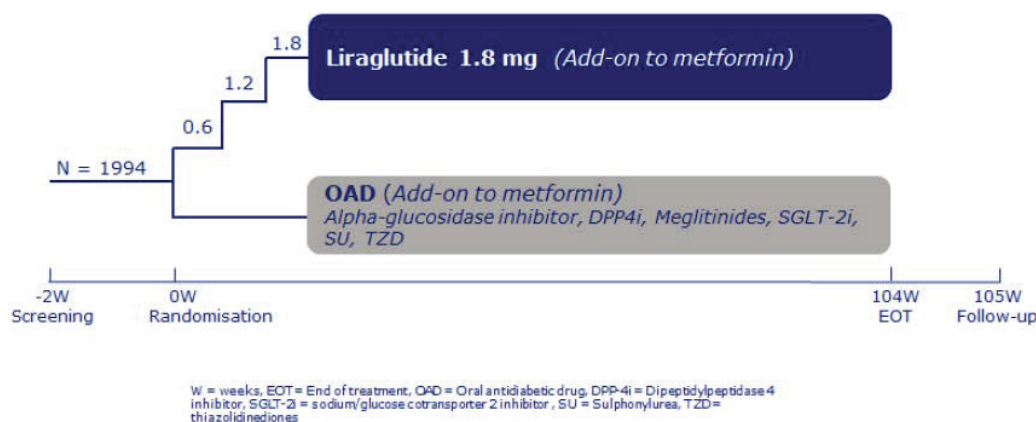 1.8
Liraglutide 1.8 mg (Add-on to metformin)
1.2
0.6
N = 1994
OAD (Add-on to metformin)
Alpha-glucosidase inhibitor, DPP4i, Meglitinides, SGLT-2i,
SU, TZD
-2W
Screening
0W
Randomisation
104W
EOT
105W
Follow-up
W = weeks, EOT= End of treatment, OAD = Oral antidiabetic drug, DPP-4i = Dipeptidylpeptidase 4
inhibitor, SGLT-2i = sodium/glucose cotransporter 2 inhibitor , SU = Sulphonylurea, TZD=
thiazolidinediones